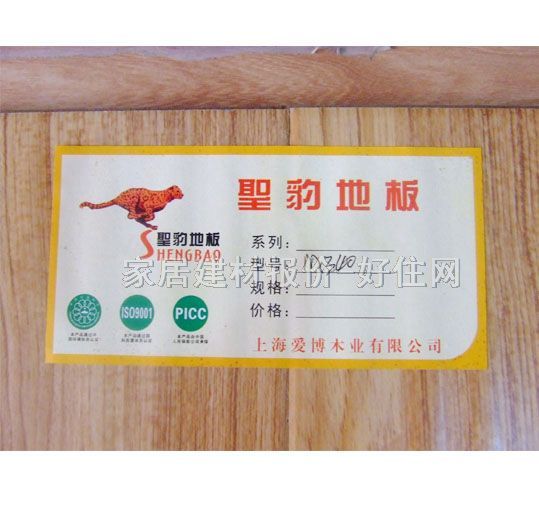 聖豹地板
聖豹地板
SHENGBAO
系列:
型号:
规格:
价格:
家居建材报价-好住网
ISO9001
PICC
上海爱博木业有限公司